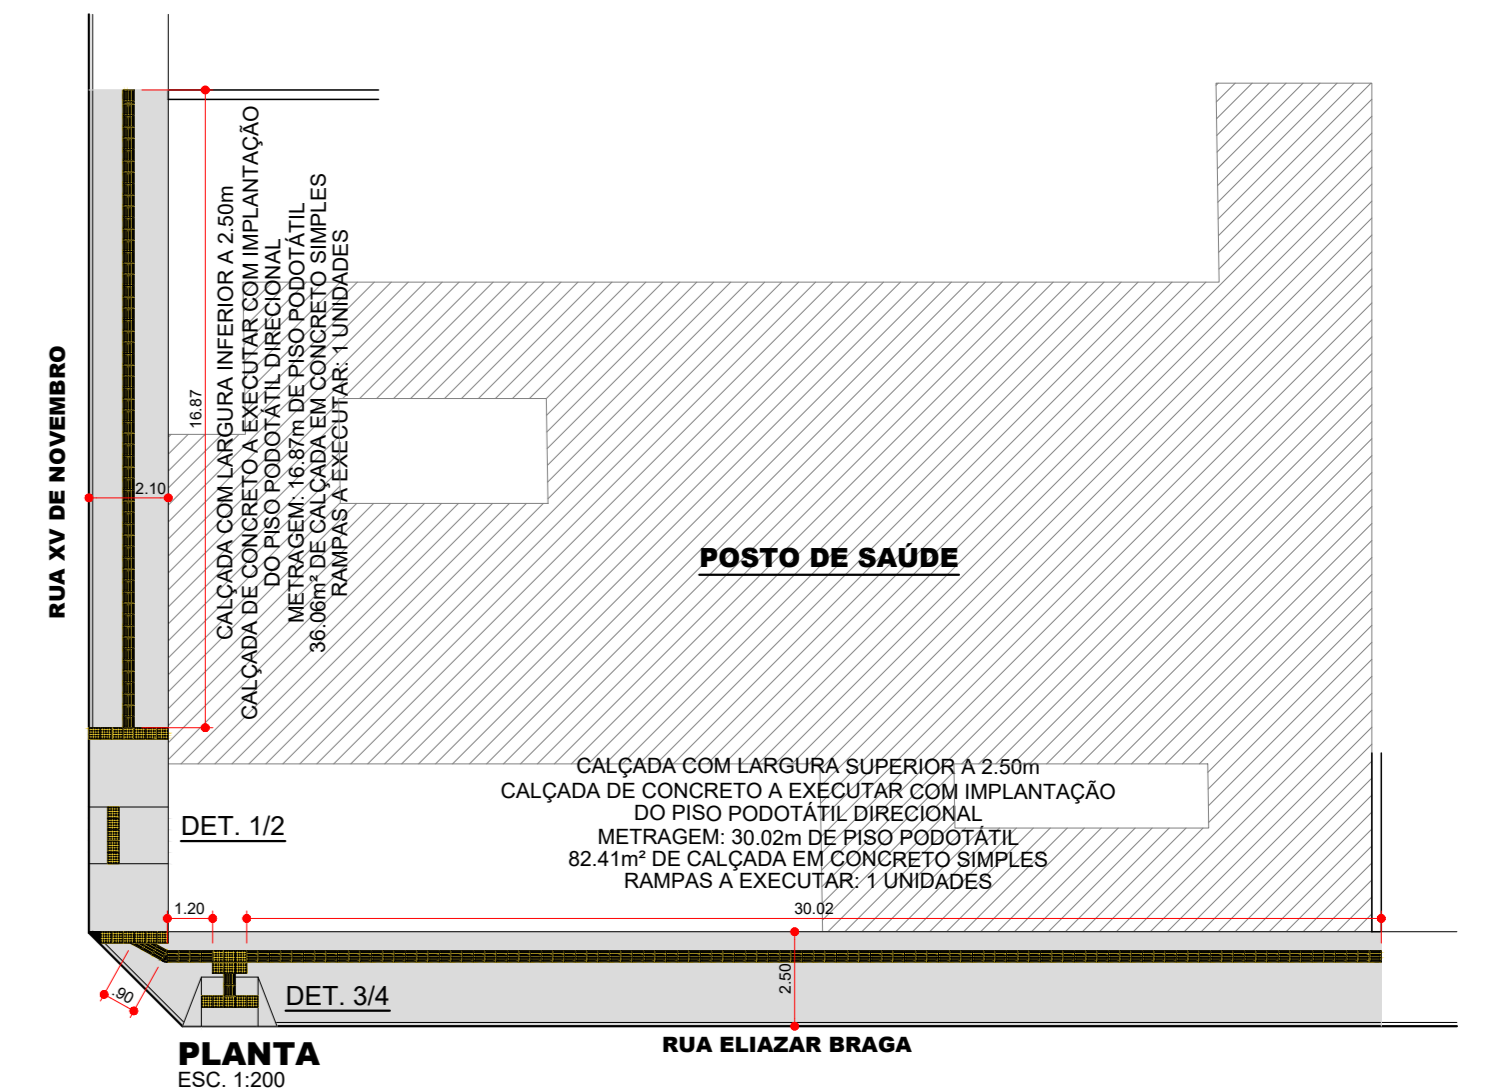 RUA XV DE NOVEMBRO
2.10
16.87
CALÇADA COM LARGURA INFERIOR A 2.50m
CALÇADA DE CONCRETO A EXECUTAR COM IMPLANTAÇÃO
DO PISO PODOTÁTIL DIRECIONAL
METRAGEM: 16.87m DE PISO PODOTÁTIL
36.06m² DE CALÇADA EM CONCRETO SIMPLES
RAMPAS A EXECUTAR: 1 UNIDADES
POSTO DE SAÚDE
CALÇADA COM LARGURA SUPERIOR A 2.50m
CALÇADA DE CONCRETO A EXECUTAR COM IMPLANTAÇÃO
DO PISO PODOTÁTIL DIRECIONAL
METRAGEM: 30.02m DE PISO PODOTÁTIL
82.41m² DE CALÇADA EM CONCRETO SIMPLES
RAMPAS A EXECUTAR: 1 UNIDADES
DET. 1/2
1.20
30.02
2.50
.90
DET. 3/4
RUA ELIAZAR BRAGA
PLANTA
ESC. 1:200